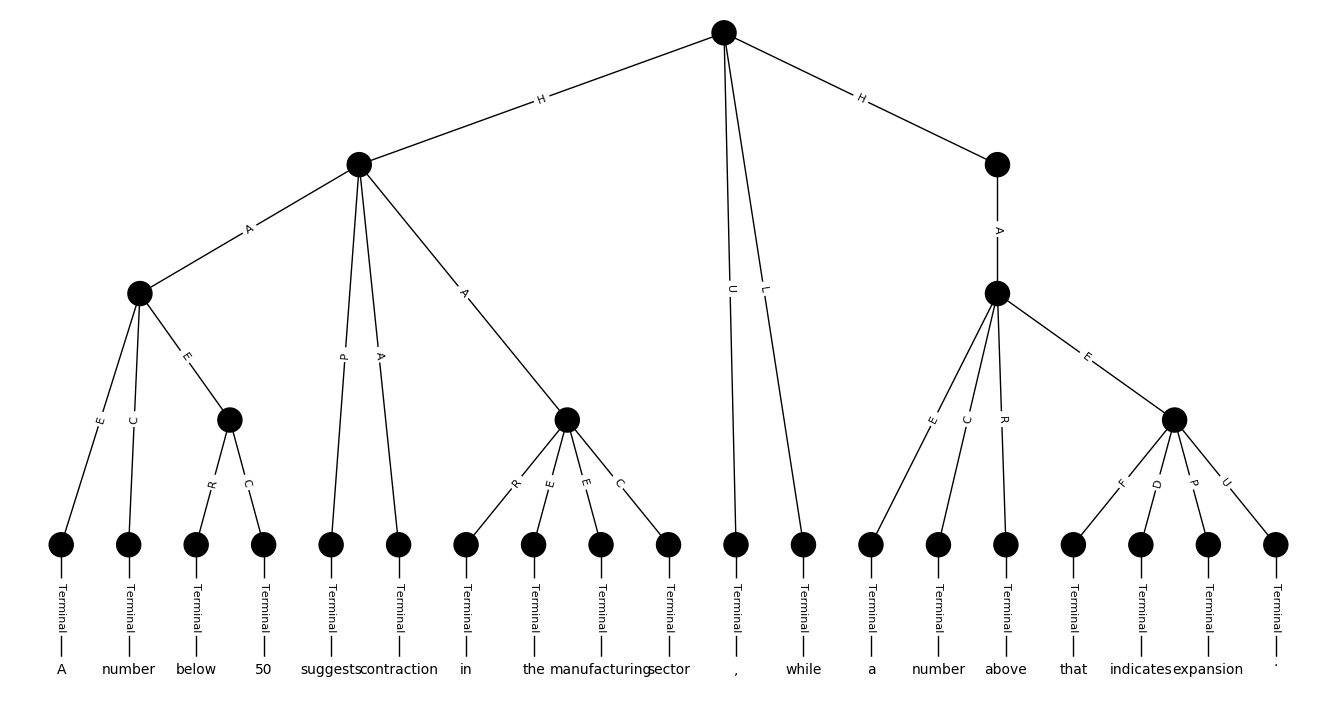 H H
A A
A U L
E P A E
E C E C R
R C R E E C F D P U
Terminal Terminal Terminal Terminal Terminal Terminal Terminal Terminal Terminal Terminal Terminal Terminal Terminal Terminal Terminal Terminal Terminal Terminal Terminal
A number below 50 suggests contraction in the manufacturing sector , while a number above that indicates expansion .